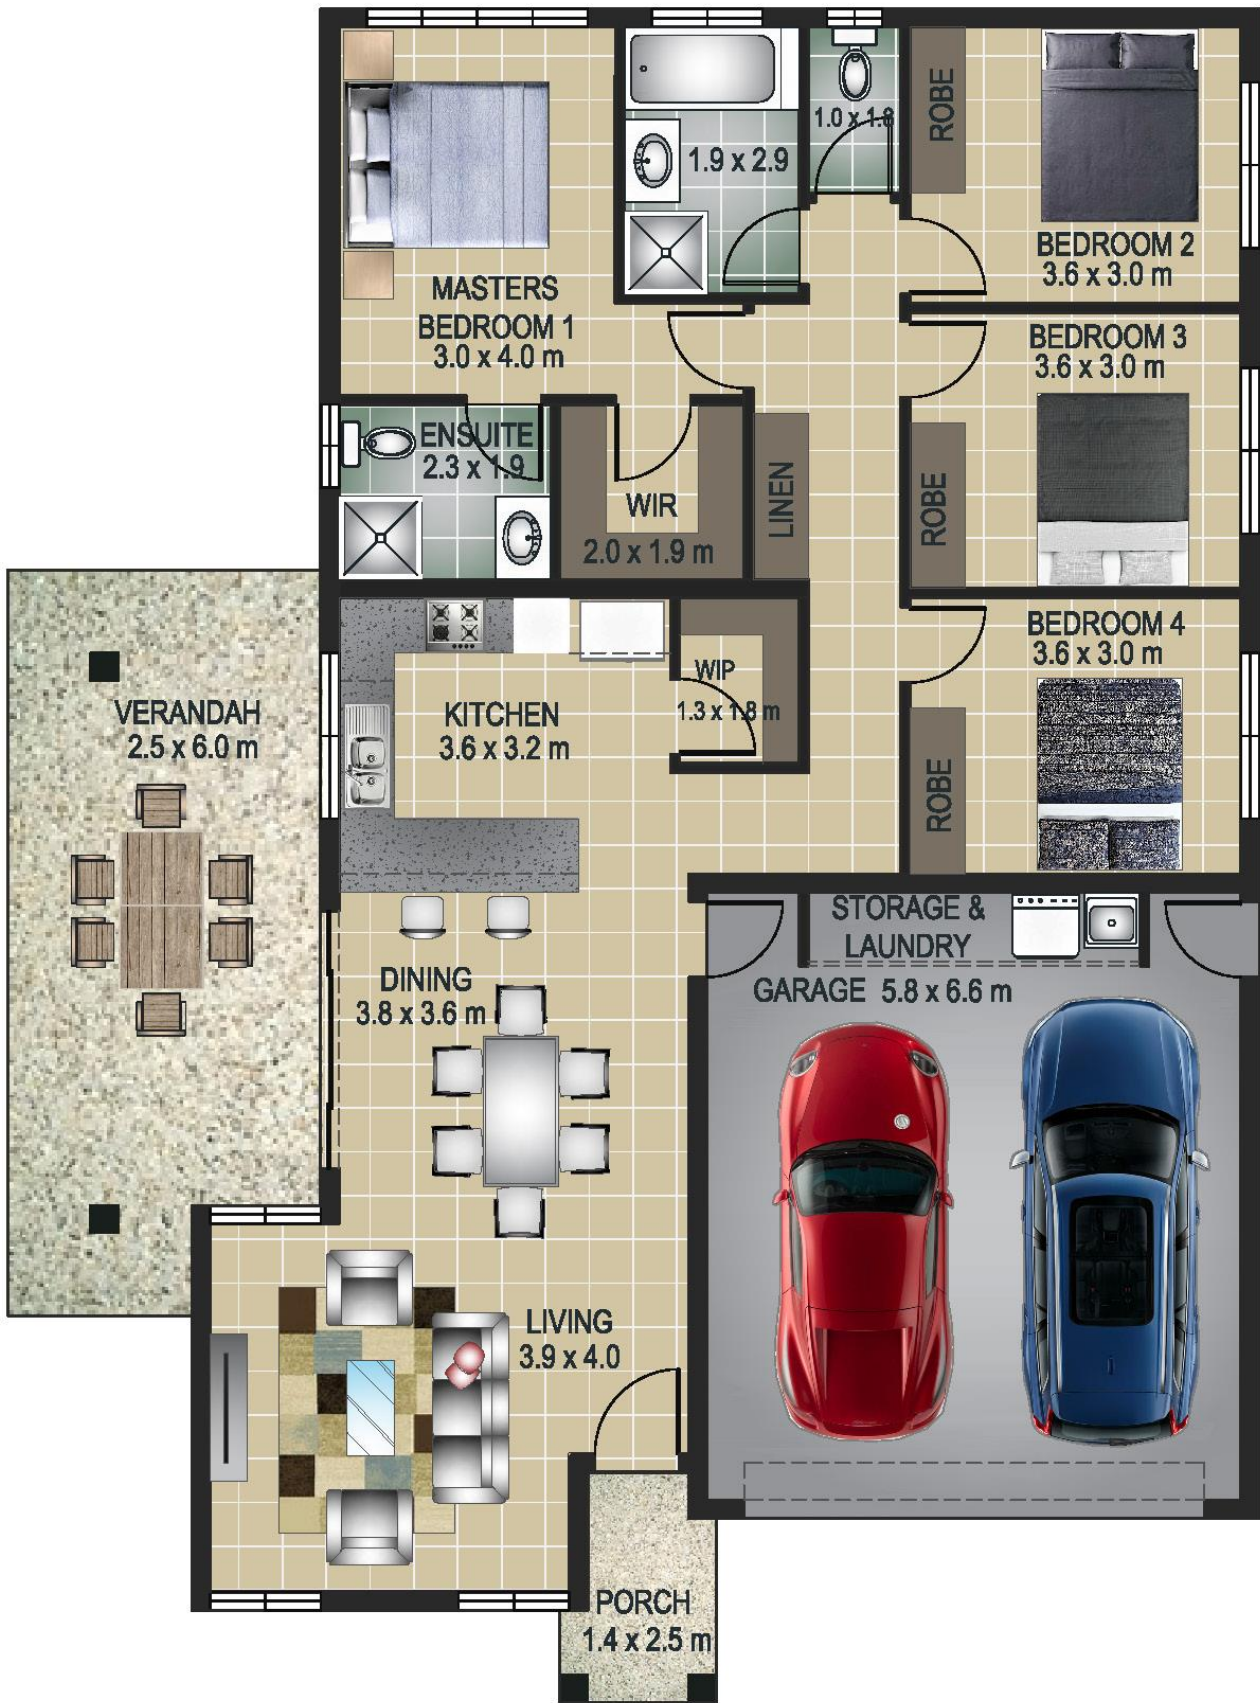 1.0 x 1.8
ROBE
1.9 x 2.9
BEDROOM 2
3.6 x 3.0 m
MASTERS
BEDROOM 1
3.0 x 4.0 m
BEDROOM 3
3.6 x 3.0 m
ENSUITE
2.3 x 1.9
WIR
2.0 x 1.9 m
LINEN
ROBE
BEDROOM 4
3.6 x 3.0 m
WIP
1.3 x 1.8 m
KITCHEN
3.6 x 3.2 m
VERANDAH
2.5 x 6.0 m
ROBE
STORAGE &
LAUNDRY
GARAGE 5.8 x 6.6 m
DINING
3.8 x 3.6 m
LIVING
3.9 x 4.0
PORCH
1.4 x 2.5 m